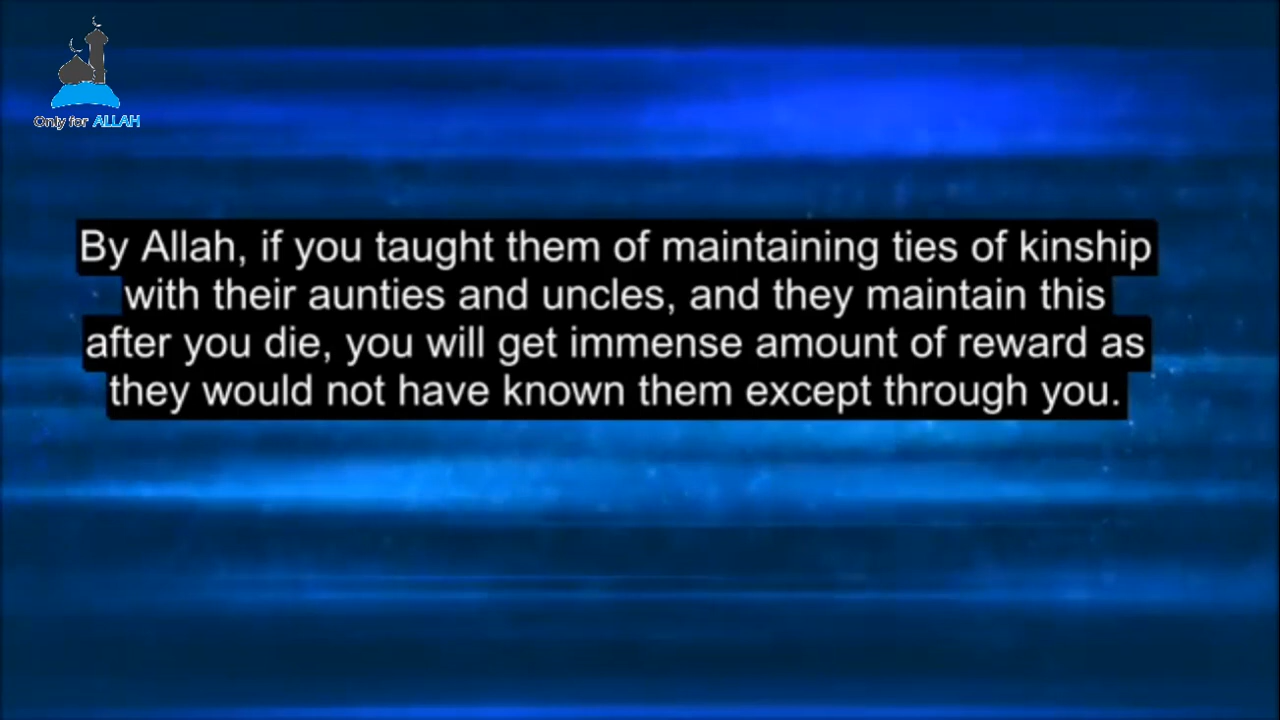 Only for ALLAH
By Allah, if you taught them of maintaining ties of kinship
with their aunties and uncles, and they maintain this
after you die, you will get immense amount of reward as
they would not have known them except through you.